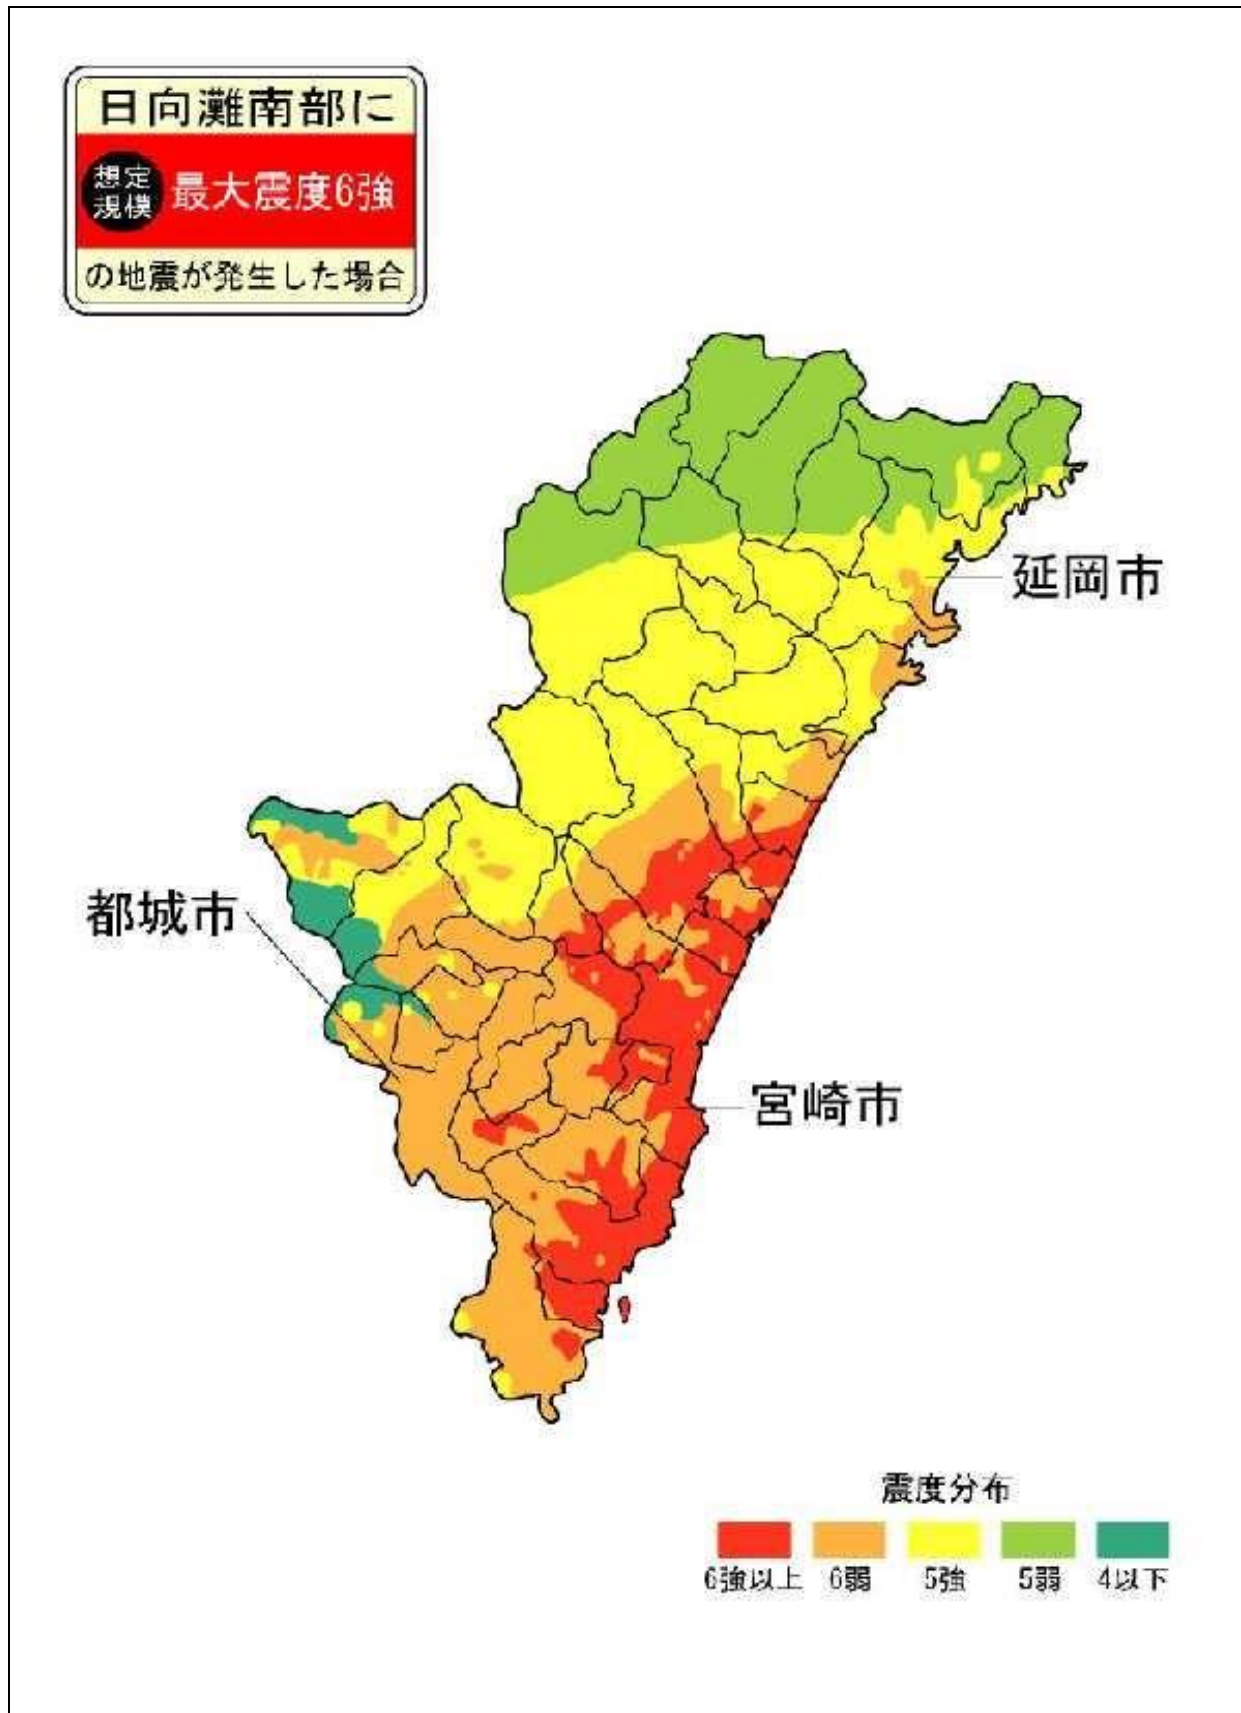 日向灘南部に
想定
規模
最大震度6強
の地震が発生した場合
延岡市
都城市
宮崎市
震度分布
6強以上 6弱 5強 5弱 4以下